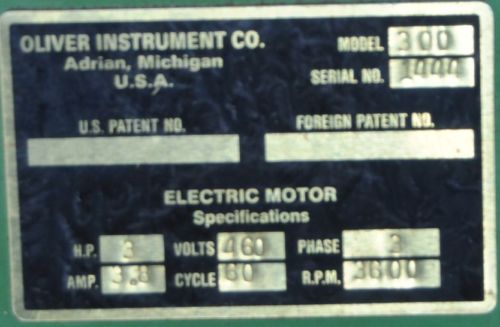 OLIVER INSTRUMENT CO. MODEL 300
Adrian, Michigan
U.S.A. SERIAL NO.
U.S. PATENT NO. FOREIGN PATENT NO.
ELECTRIC MOTOR
Specifications
H.P. 3 VOLTS 460 PHASE 3
AMP. 3.8 CYCLE 60 R.P.M. 3600